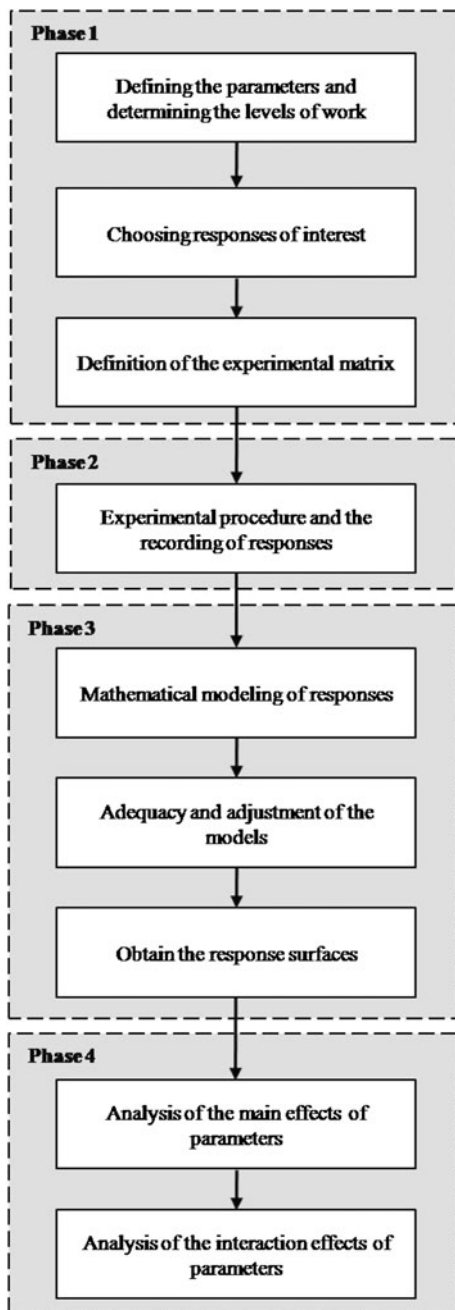 Phase 1
Defining the parameters and
determining the levels of work
Choosing responses of interest
Definition of the experimental matrix
Phase 2
Experimental procedure and the
recording of responses
Phase 3
Mathematical modeling of responses
Adequacy and adjustment of the
models
Obtain the response surfaces
Phase 4
Analysis of the main effects of
parameters
Analysis of the interaction effects of
parameters